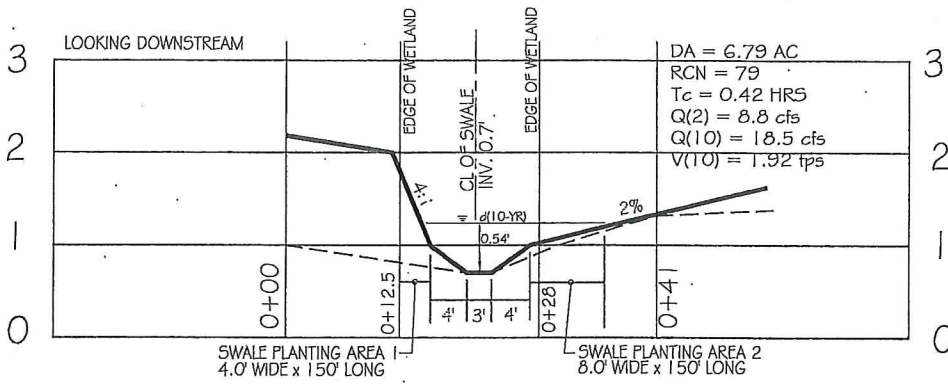 LOOKING DOWNSTREAM
3
2
1
0
EDGE OF WETLAND
CL OF SWALE
INV. 0.7'
EDGE OF WETLAND
DA = 6.79 AC
RCN = 79
Tc = 0.42 HRS
Q(2) = 8.8 cfs
Q(10) = 18.5 cfs
V(10) = 1.92 fps
3
2
1
0
4:1
d(10-YR)
0.54'
2%
0+00
0+12.5
4'
3'
4'
0+28
0+41
SWALE PLANTING AREA 1
4.0' WIDE x 150' LONG
SWALE PLANTING AREA 2
8.0' WIDE x 150' LONG